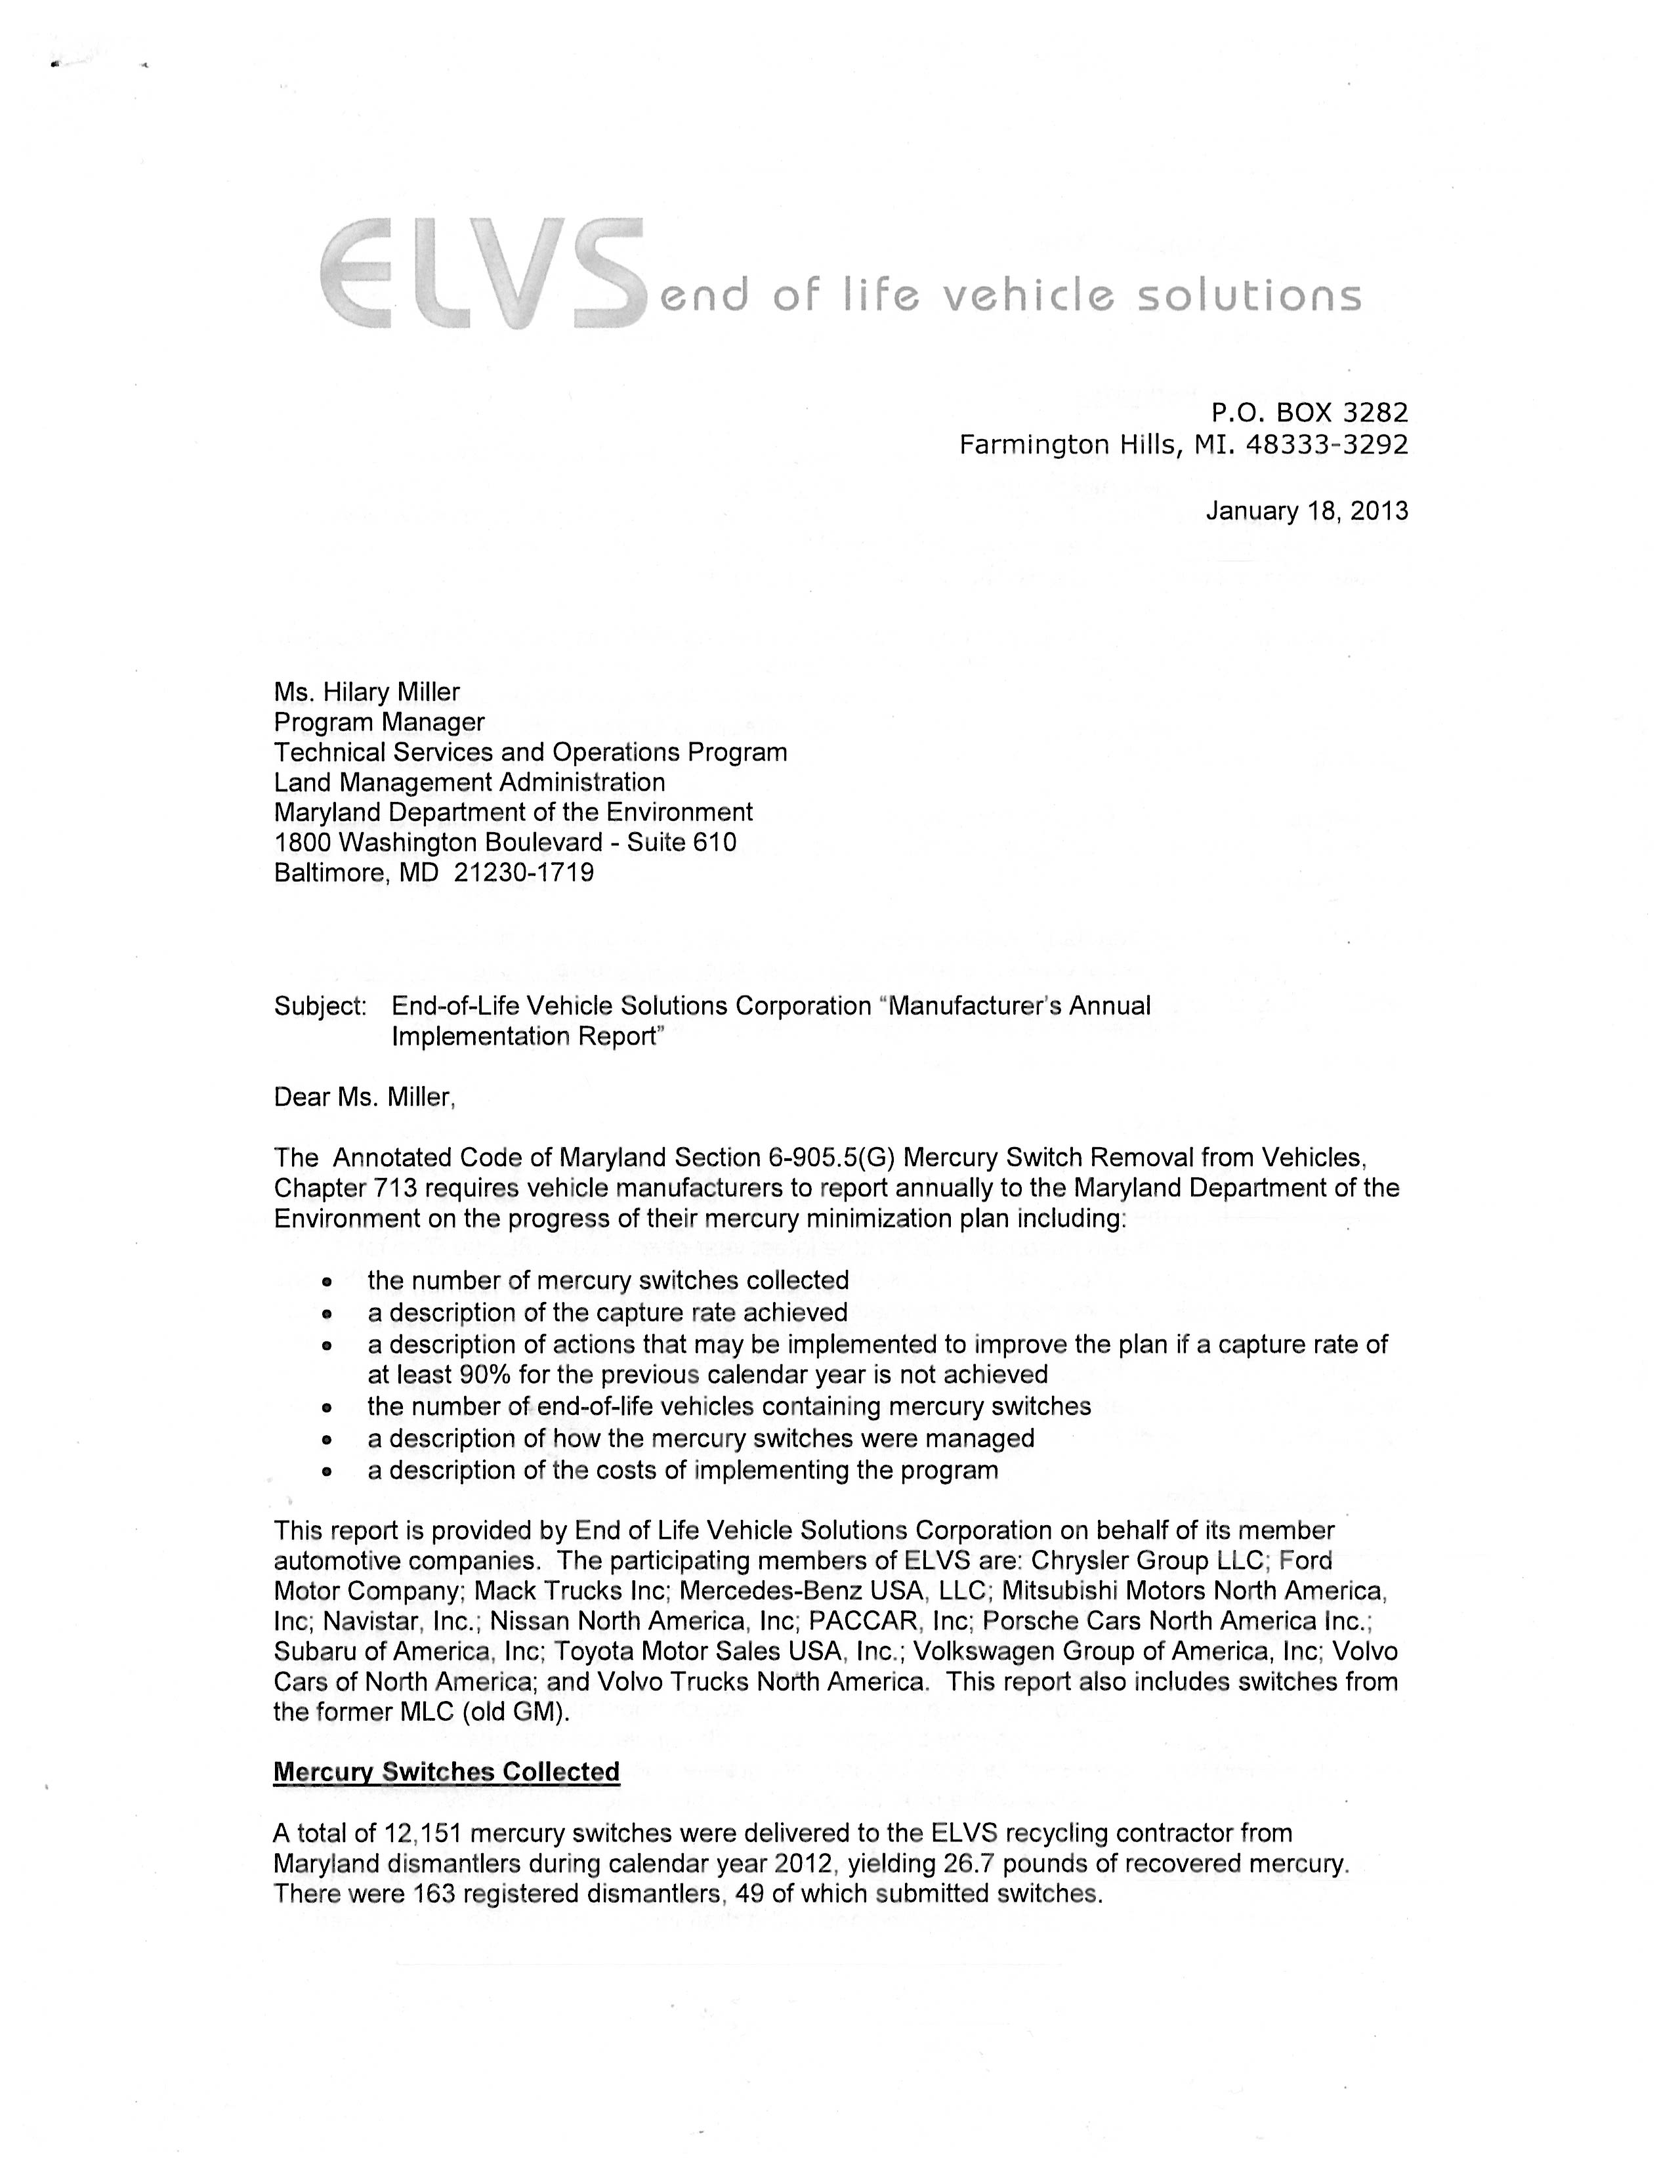 ELVS end of life vehicle solutions
P.O. BOX 3282
Farmington Hills, MI. 48333-3292
January 18, 2013
Ms. Hilary Miller
Program Manager
Technical Services and Operations Program
Land Management Administration
Maryland Department of the Environment
1800 Washington Boulevard - Suite 610
Baltimore, MD  21230-1719
Subject: End-of-Life Vehicle Solutions Corporation “Manufacturer’s Annual
Implementation Report”
Dear Ms. Miller,
The  Annotated Code of Maryland Section 6-905.5(G) Mercury Switch Removal from Vehicles,
Chapter 713 requires vehicle manufacturers to report annually to the Maryland Department of the
Environment on the progress of their mercury minimization plan including:
• the number of mercury switches collected
• a description of the capture rate achieved
• a description of actions that may be implemented to improve the plan if a capture rate of
at least 90% for the previous calendar year is not achieved
• the number of end-of-life vehicles containing mercury switches
• a description of how the mercury switches were managed
• a description of the costs of implementing the program
This report is provided by End of Life Vehicle Solutions Corporation on behalf of its member
automotive companies.  The participating members of ELVS are: Chrysler Group LLC; Ford
Motor Company; Mack Trucks Inc; Mercedes-Benz USA, LLC; Mitsubishi Motors North America,
Inc; Navistar, Inc.; Nissan North America, Inc; PACCAR, Inc; Porsche Cars North America Inc.;
Subaru of America, Inc; Toyota Motor Sales USA, Inc.; Volkswagen Group of America, Inc; Volvo
Cars of North America; and Volvo Trucks North America.  This report also includes switches from
the former MLC (old GM).
Mercury Switches Collected
A total of 12,151 mercury switches were delivered to the ELVS recycling contractor from
Maryland dismantlers during calendar year 2012, yielding 26.7 pounds of recovered mercury.
There were 163 registered dismantlers, 49 of which submitted switches.